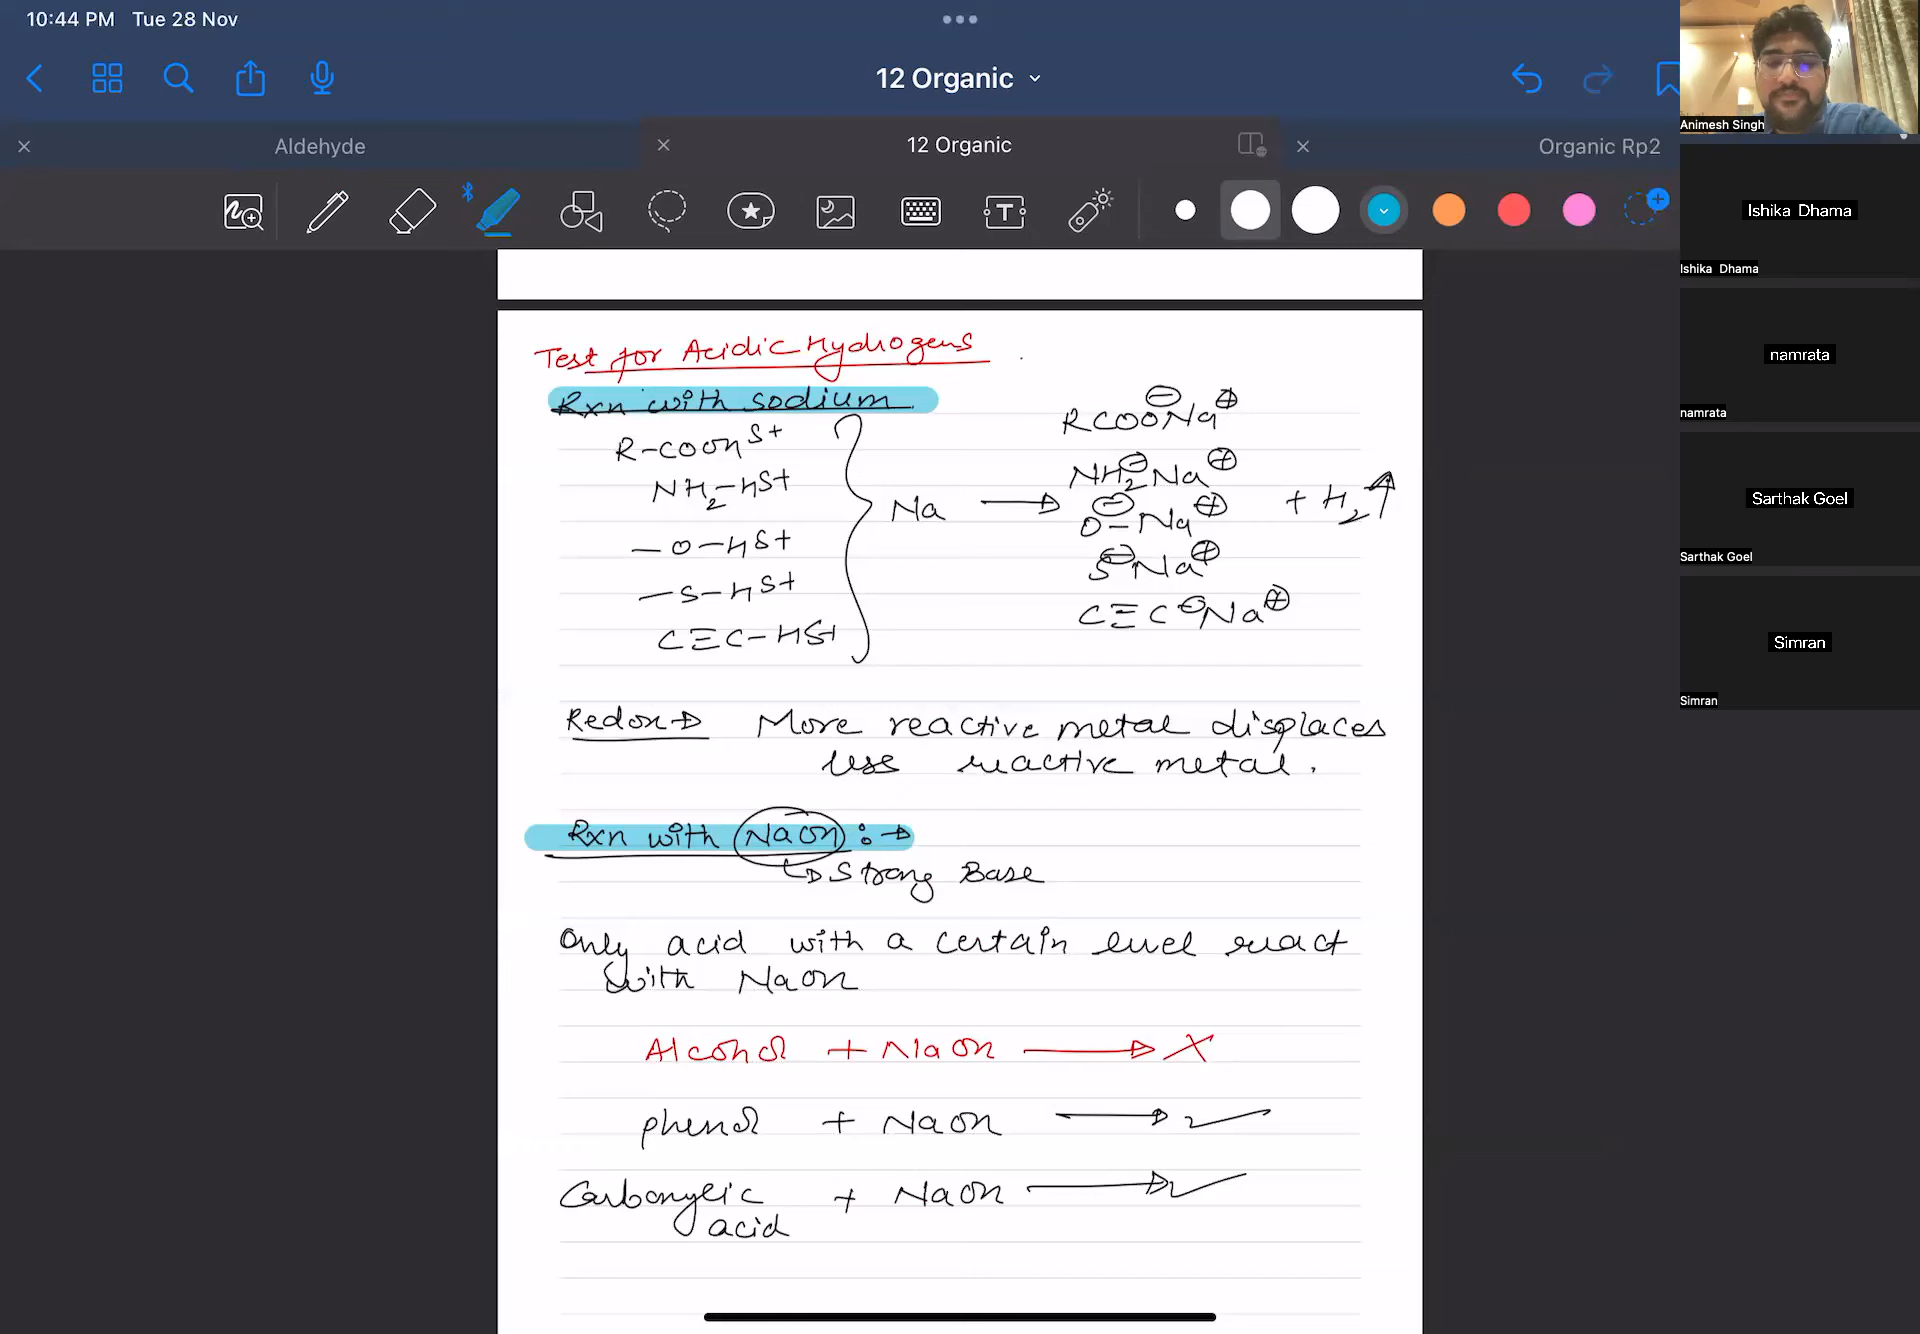 10:44 PM Tue 28 Nov
12 Organic
Aldehyde
12 Organic
Organic Rp2
T
Animesh Singh
Ishika Dhama
Ishika Dhama
namrata
namrata
Sarthak Goel
Sarthak Goel
Simran
Simran
Test for Acidic Hydrogens
Rxn with sodium
R-COOH δ+
NH₂-H δ+
-O-H δ+
-S-H δ+
C≡C-H δ+
Na →
RCOO⊖Na⊕
NH₂⊖Na⊕
O⊖-Na⊕
S⊖Na⊕
C≡C⊖Na⊕
+ H₂↑
Redox → More reactive metal displaces
less reactive metal.
Rxn with NaOH :→
↳ Strong Base
Only acid with a certain level react
with NaOH
Alcohol + NaOH → X
phenol + NaOH → ✓
Carboxylic + NaOH → ✓
acid